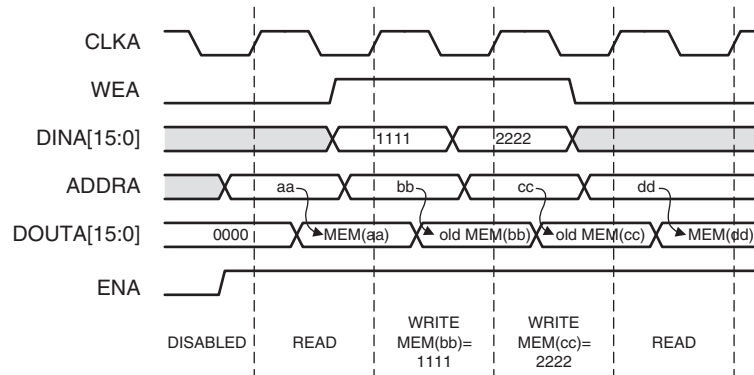 CLKA
WEA
DINA[15:0] 1111 2222
ADDRA aa bb cc dd
DOUTA[15:0] 0000 MEM(aa) old MEM(bb) old MEM(cc) MEM(dd)
ENA
DISABLED READ WRITE MEM(bb)= 1111 WRITE MEM(cc)= 2222 READ